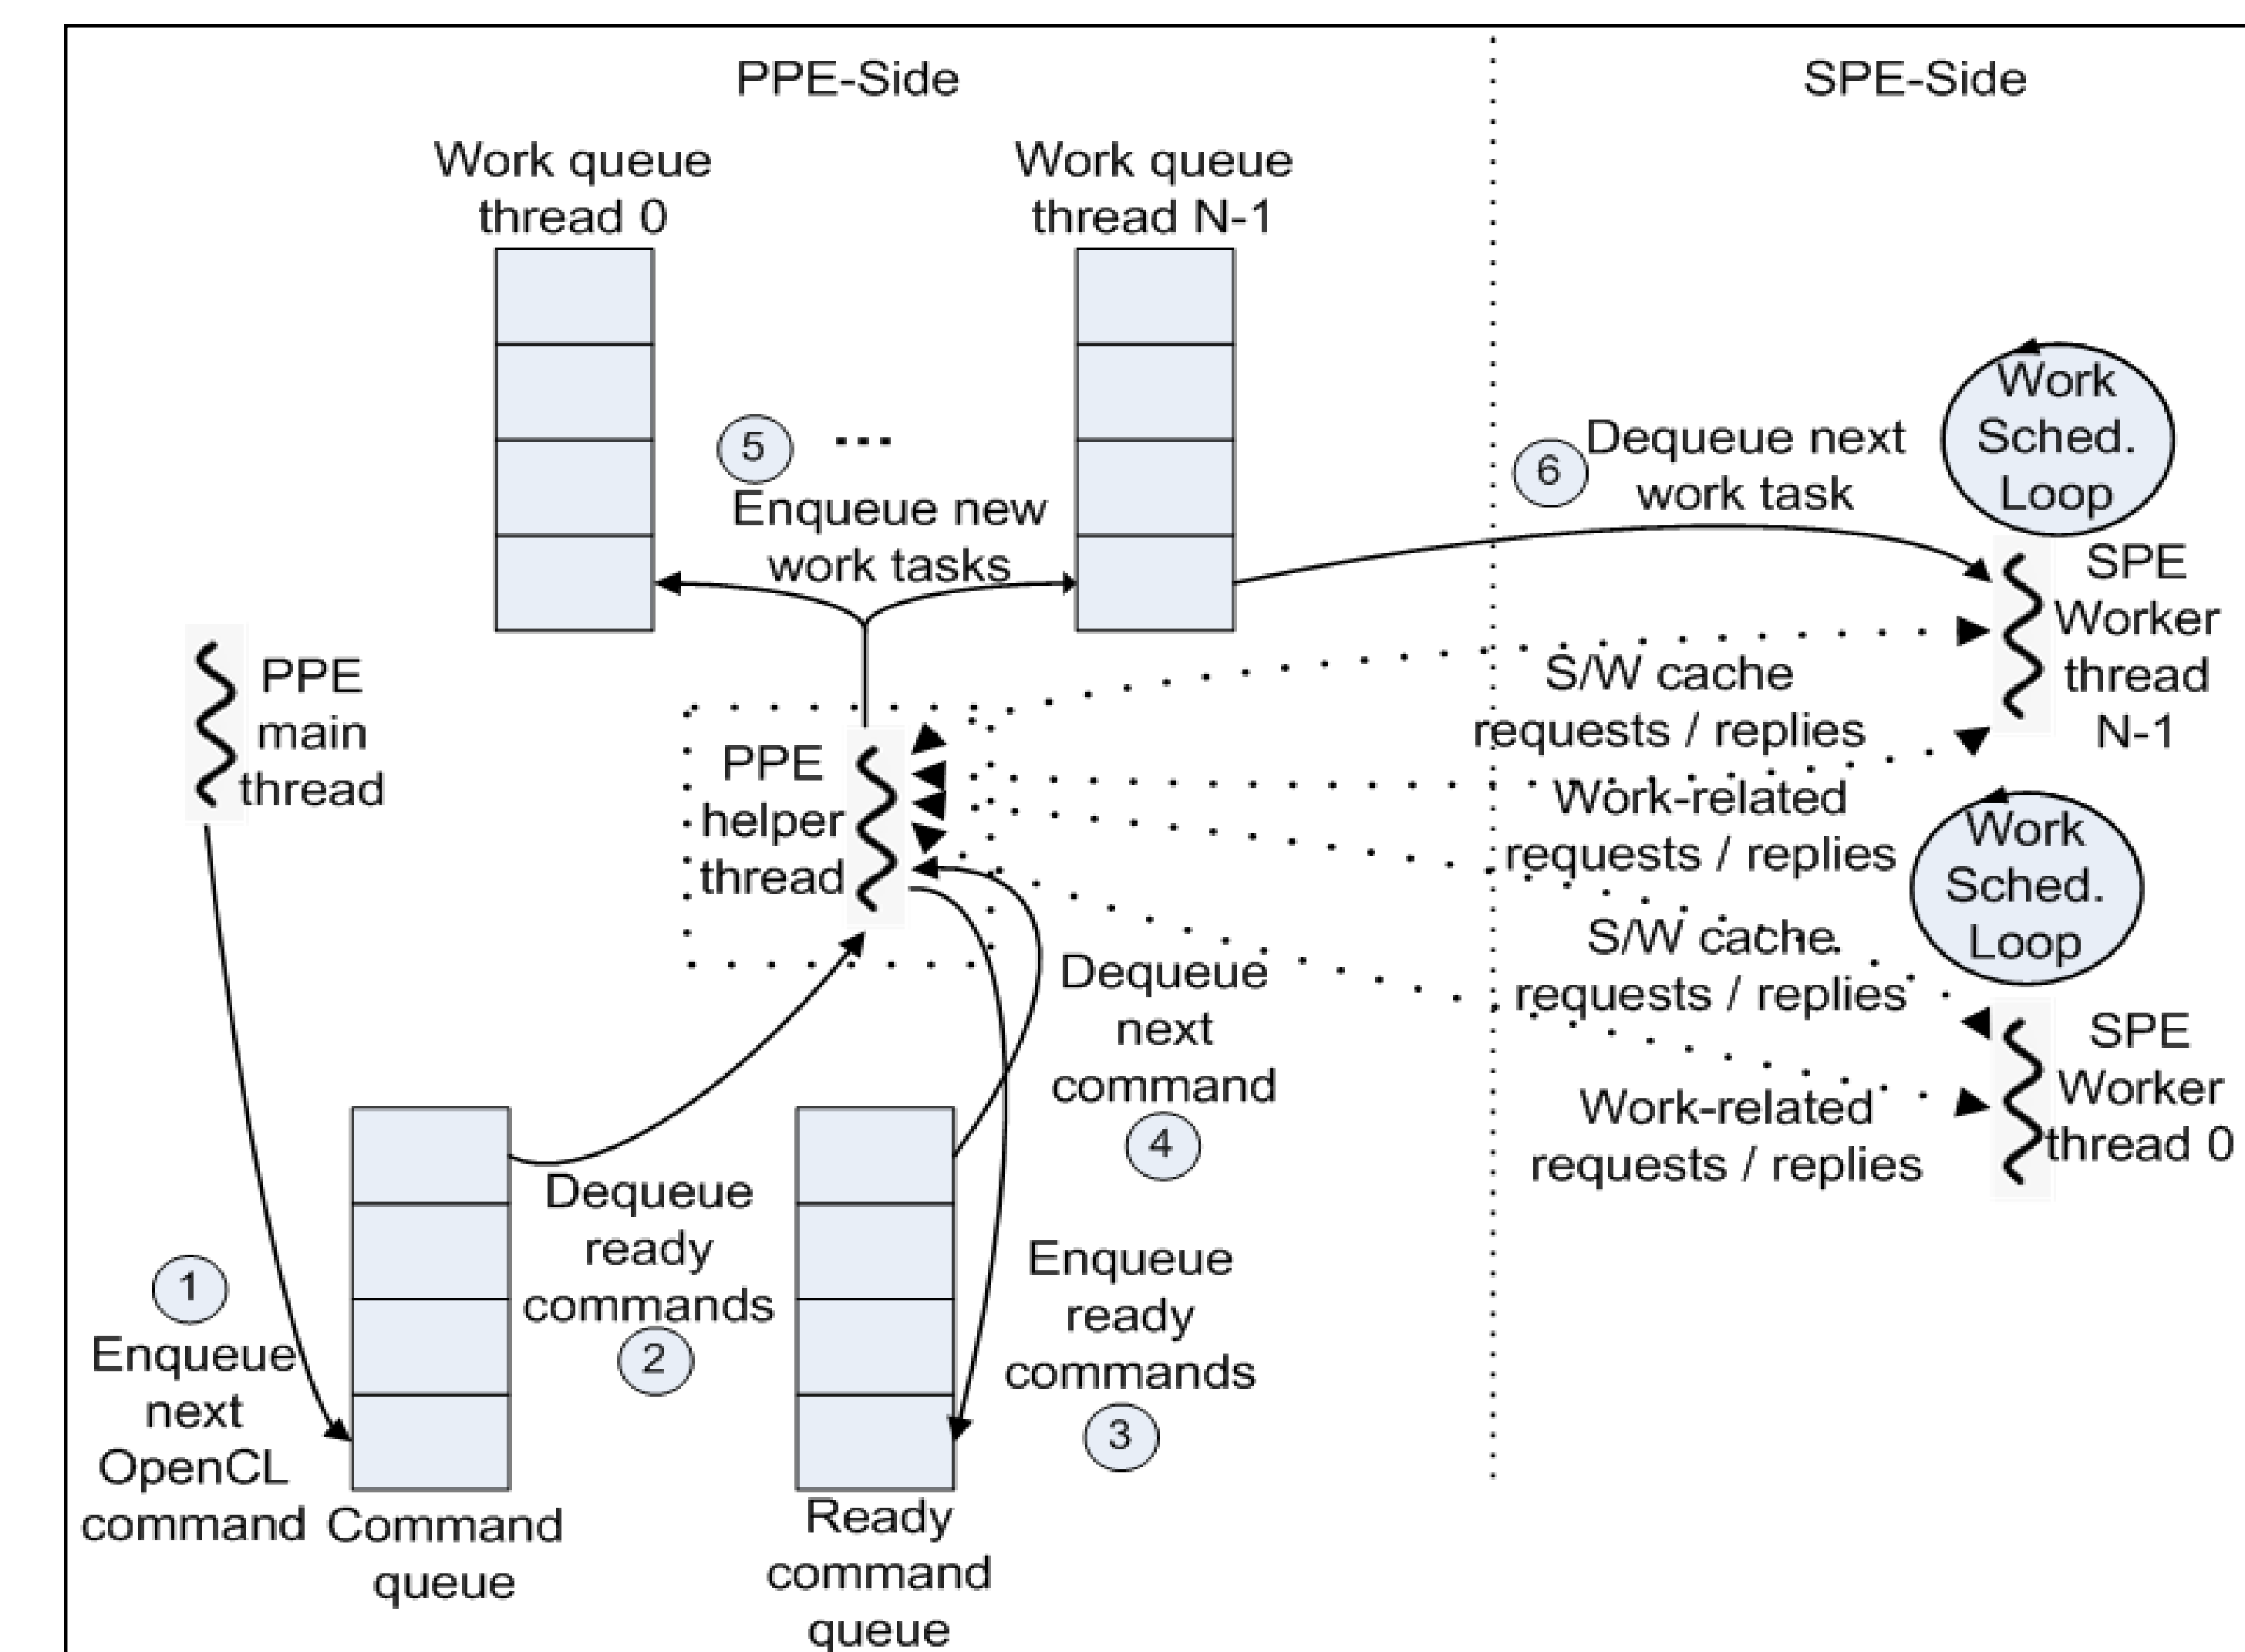 PPE-Side
SPE-Side
Work queue
thread 0
Work queue
thread N-1
5
...
Enqueue new
work tasks
6
Dequeue next
work task
Work
Sched.
Loop
SPE
Worker
thread
N-1
PPE
main
thread
PPE
helper
thread
S/W cache
requests / replies
Work-related
requests / replies
Work
Sched.
Loop
S/W cache
requests / replies
SPE
Worker
thread 0
Work-related
requests / replies
Dequeue
next
command
4
Dequeue
ready
commands
2
Enqueue
ready
commands
3
1
Enqueue
next
OpenCL
command
Command
queue
Ready
command
queue